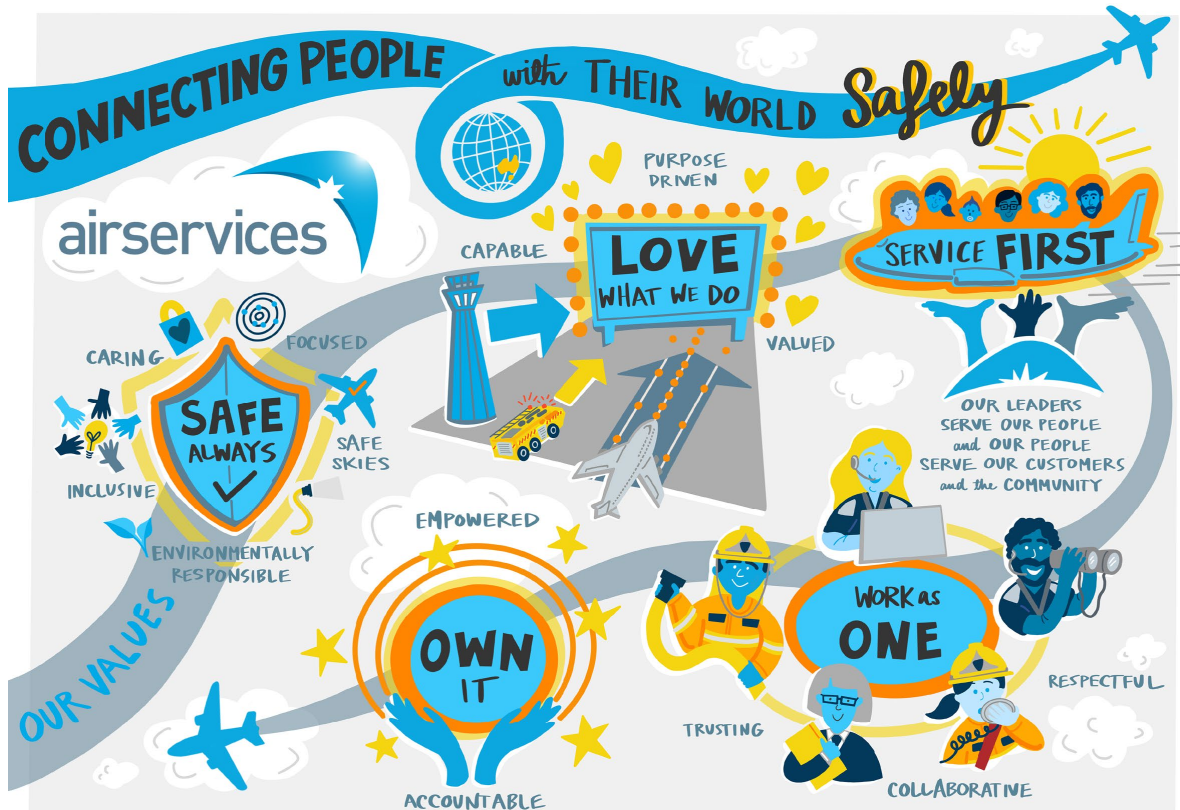 CONNECTING PEOPLE with THEIR WORLD Safely
airservices
OUR VALUES
SAFE
ALWAYS
CARING
FOCUSED
SAFE
SKIES
INCLUSIVE
ENVIRONMENTALLY
RESPONSIBLE
LOVE
WHAT WE DO
PURPOSE
DRIVEN
CAPABLE
VALUED
SERVICE FIRST
OUR LEADERS
SERVE OUR PEOPLE
and OUR PEOPLE
SERVE OUR CUSTOMERS
and the COMMUNITY
WORK as
ONE
RESPECTFUL
TRUSTING
COLLABORATIVE
EMPOWERED
OWN
IT
ACCOUNTABLE